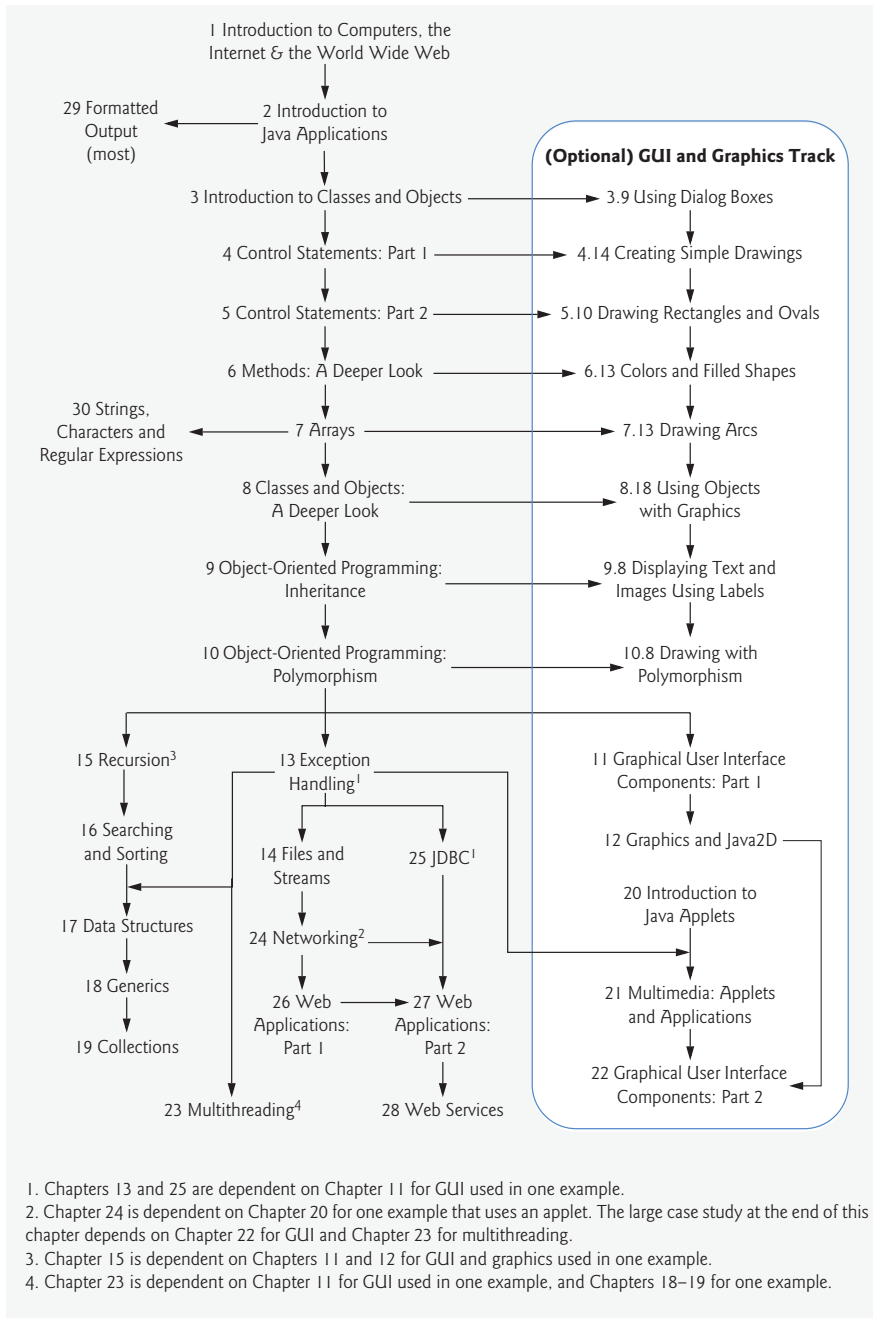 1 Introduction to Computers, the
Internet & the World Wide Web
29 Formatted
Output
(most)
2 Introduction to
Java Applications
(Optional) GUI and Graphics Track
3 Introduction to Classes and Objects
3.9 Using Dialog Boxes
4 Control Statements: Part 1
4.14 Creating Simple Drawings
5 Control Statements: Part 2
5.10 Drawing Rectangles and Ovals
6 Methods: A Deeper Look
6.13 Colors and Filled Shapes
30 Strings,
Characters and
Regular Expressions
7 Arrays
7.13 Drawing Arcs
8 Classes and Objects:
A Deeper Look
8.18 Using Objects
with Graphics
9 Object-Oriented Programming:
Inheritance
9.8 Displaying Text and
Images Using Labels
10 Object-Oriented Programming:
Polymorphism
10.8 Drawing with
Polymorphism
15 Recursion3
13 Exception
Handling1
11 Graphical User Interface
Components: Part 1
16 Searching
and Sorting
14 Files and
Streams
25 JDBC1
12 Graphics and Java2D
20 Introduction to
Java Applets
17 Data Structures
24 Networking2
18 Generics
26 Web
Applications:
Part 1
27 Web
Applications:
Part 2
21 Multimedia: Applets
and Applications
19 Collections
22 Graphical User Interface
Components: Part 2
23 Multithreading4
28 Web Services
1. Chapters 13 and 25 are dependent on Chapter 11 for GUI used in one example.
2. Chapter 24 is dependent on Chapter 20 for one example that uses an applet. The large case study at the end of this
chapter depends on Chapter 22 for GUI and Chapter 23 for multithreading.
3. Chapter 15 is dependent on Chapters 11 and 12 for GUI and graphics used in one example.
4. Chapter 23 is dependent on Chapter 11 for GUI used in one example, and Chapters 18–19 for one example.